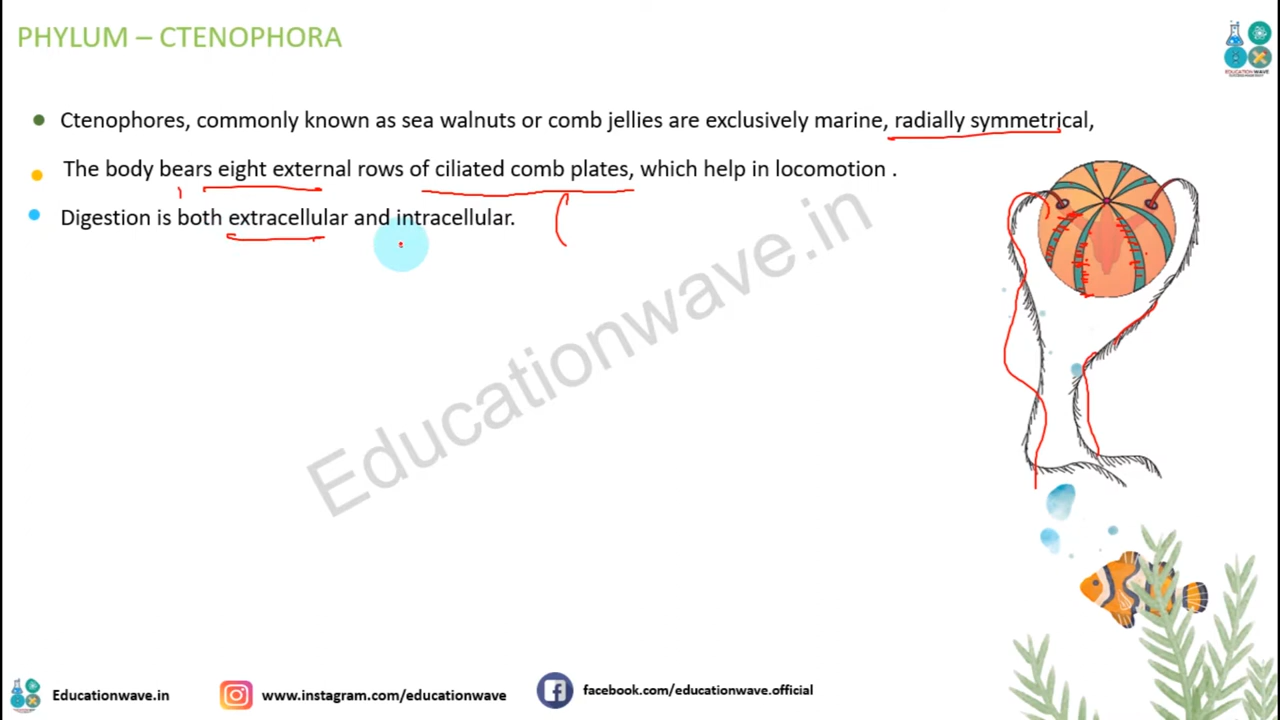 PHYLUM – CTENOPHORA
EDUCATION WAVE
Ctenophores, commonly known as sea walnuts or comb jellies are exclusively marine, radially symmetrical,
The body bears eight external rows of ciliated comb plates, which help in locomotion .
Digestion is both extracellular and intracellular.
Educationwave.in
Educationwave.in
www.instagram.com/educationwave
facebook.com/educationwave.official